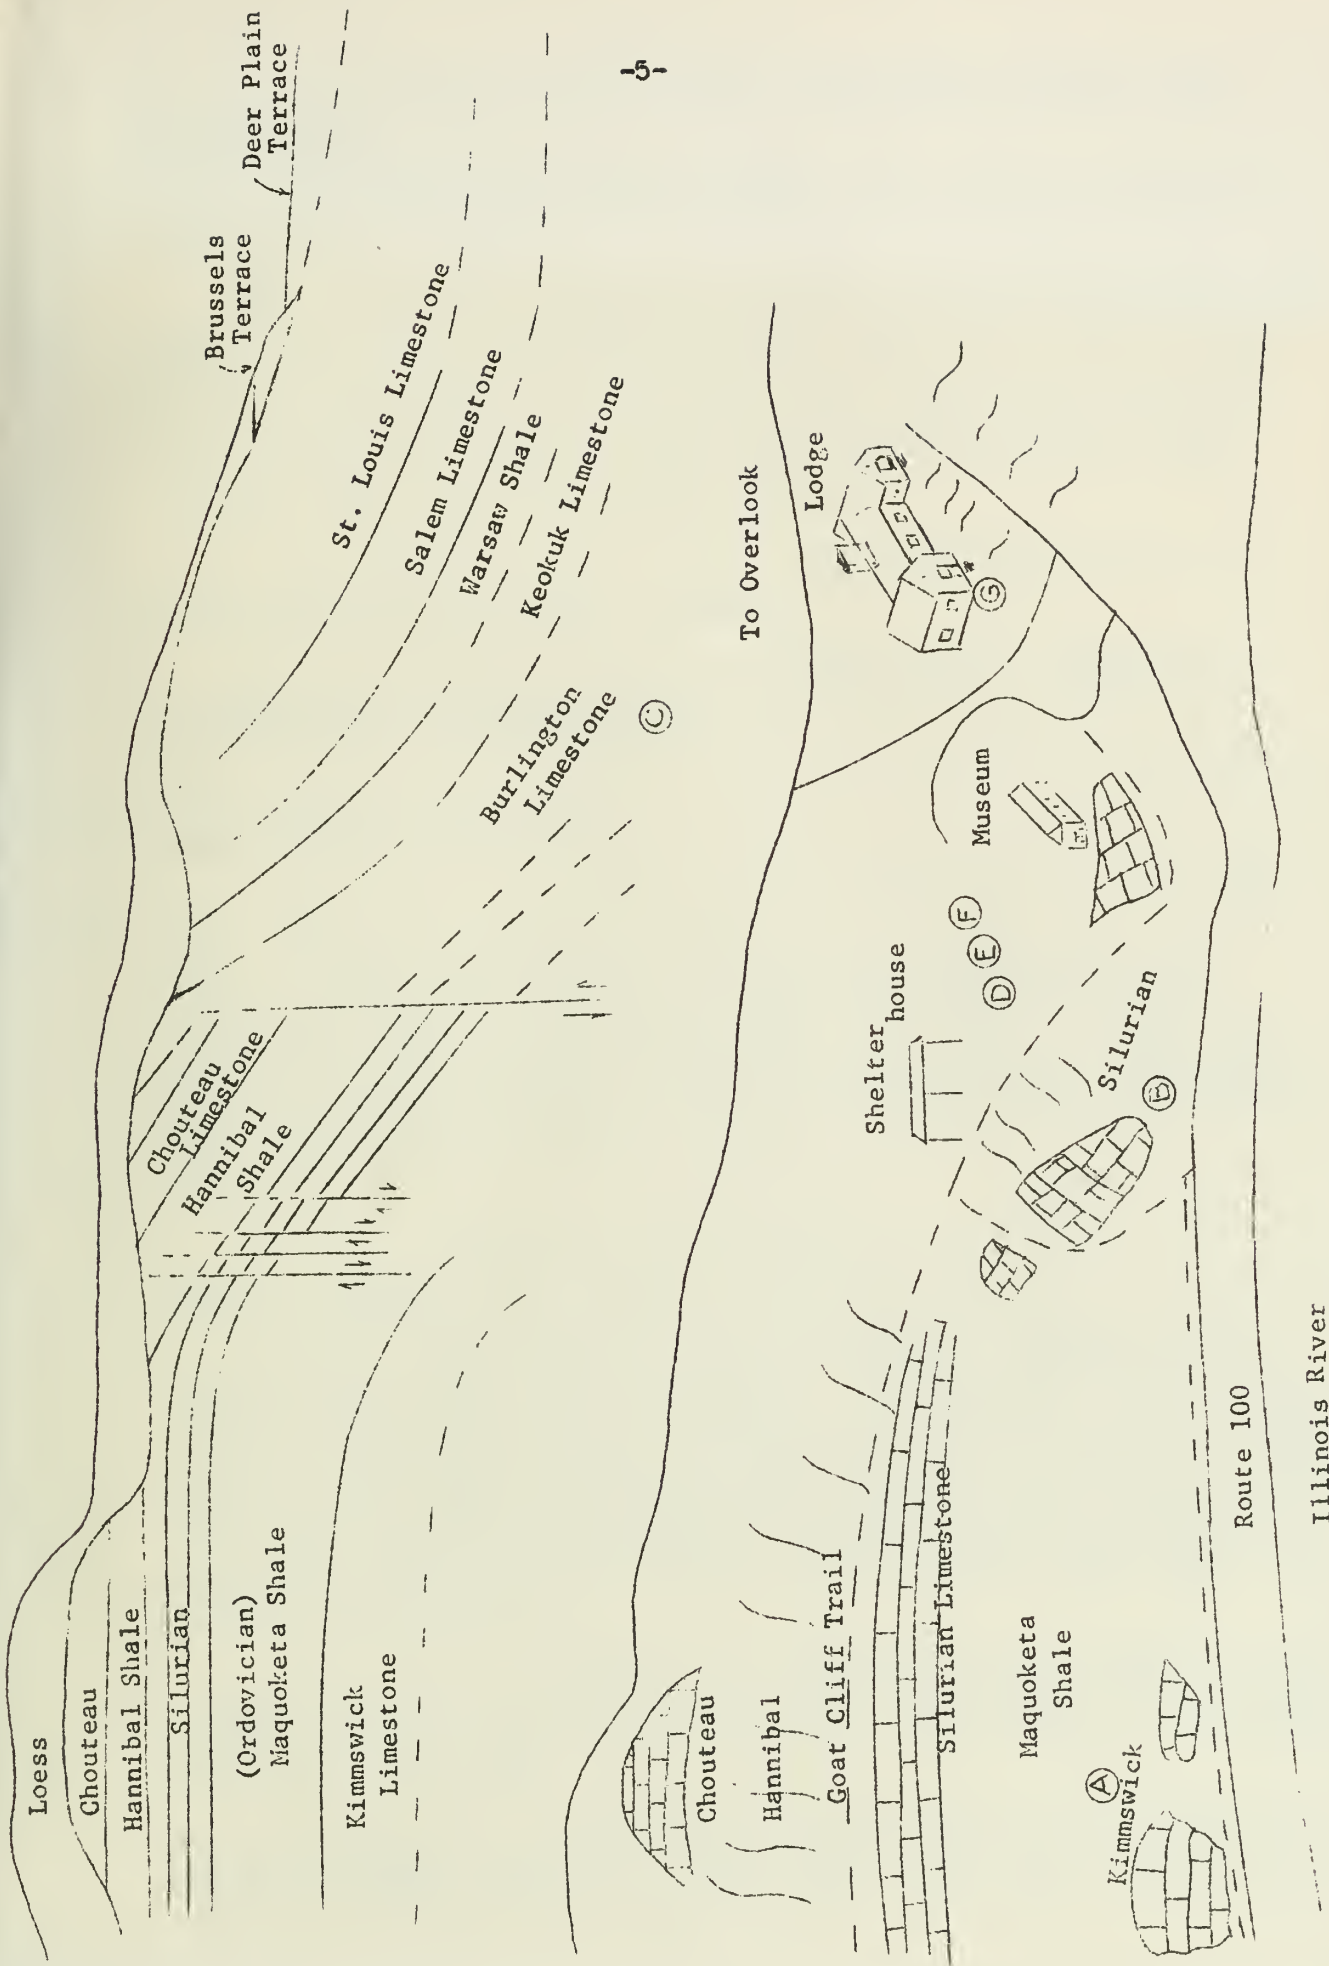 -5-
Loess
Chouteau
Hannibal Shale
Silurian
(Ordovician)
Maquoketa Shale
Kimmswick
Limestone
Chouteau
Limestone
Hannibal
Shale
Burlington
Limestone
Keokuk Limestone
Warsaw Shale
Salem Limestone
St. Louis Limestone
Brussels
Terrace
Deer Plain
Terrace
C
To Overlook
Lodge
G
Museum
Shelter
house
D
E
F
Silurian
B
Chouteau
Hannibal
Goat Cliff Trail
Silurian Limestone
Maquoketa
Shale
Kimmswick
A
Route 100
Illinois River